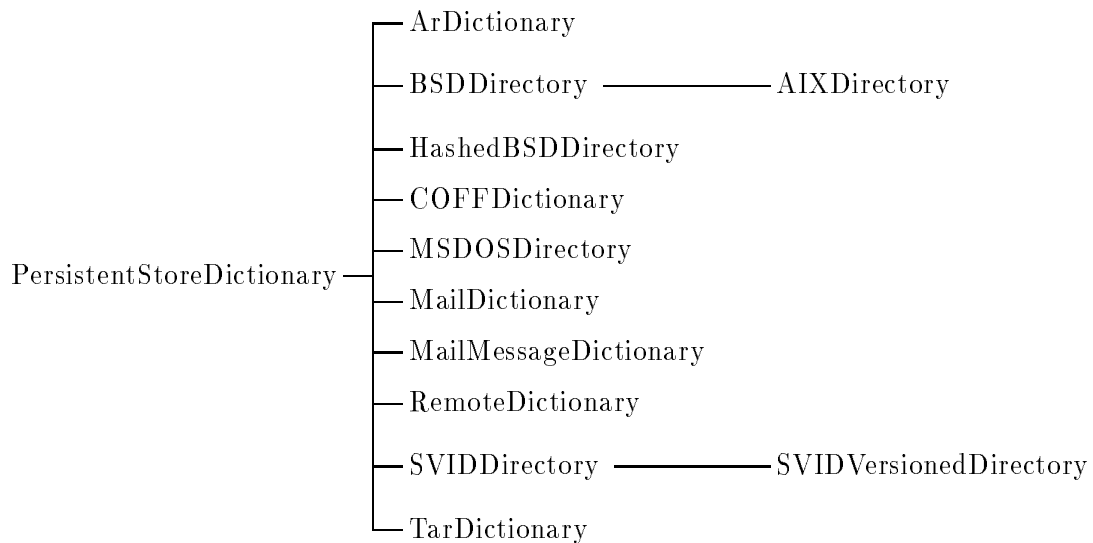 ArDictionary
BSDDirectory AIXDirectory
HashedBSDDirectory
COFFDictionary
MSDOSDirectory
PersistentStoreDictionary
MailDictionary
MailMessageDictionary
RemoteDictionary
SVIDDirectory SVIDVersionedDirectory
TarDictionary